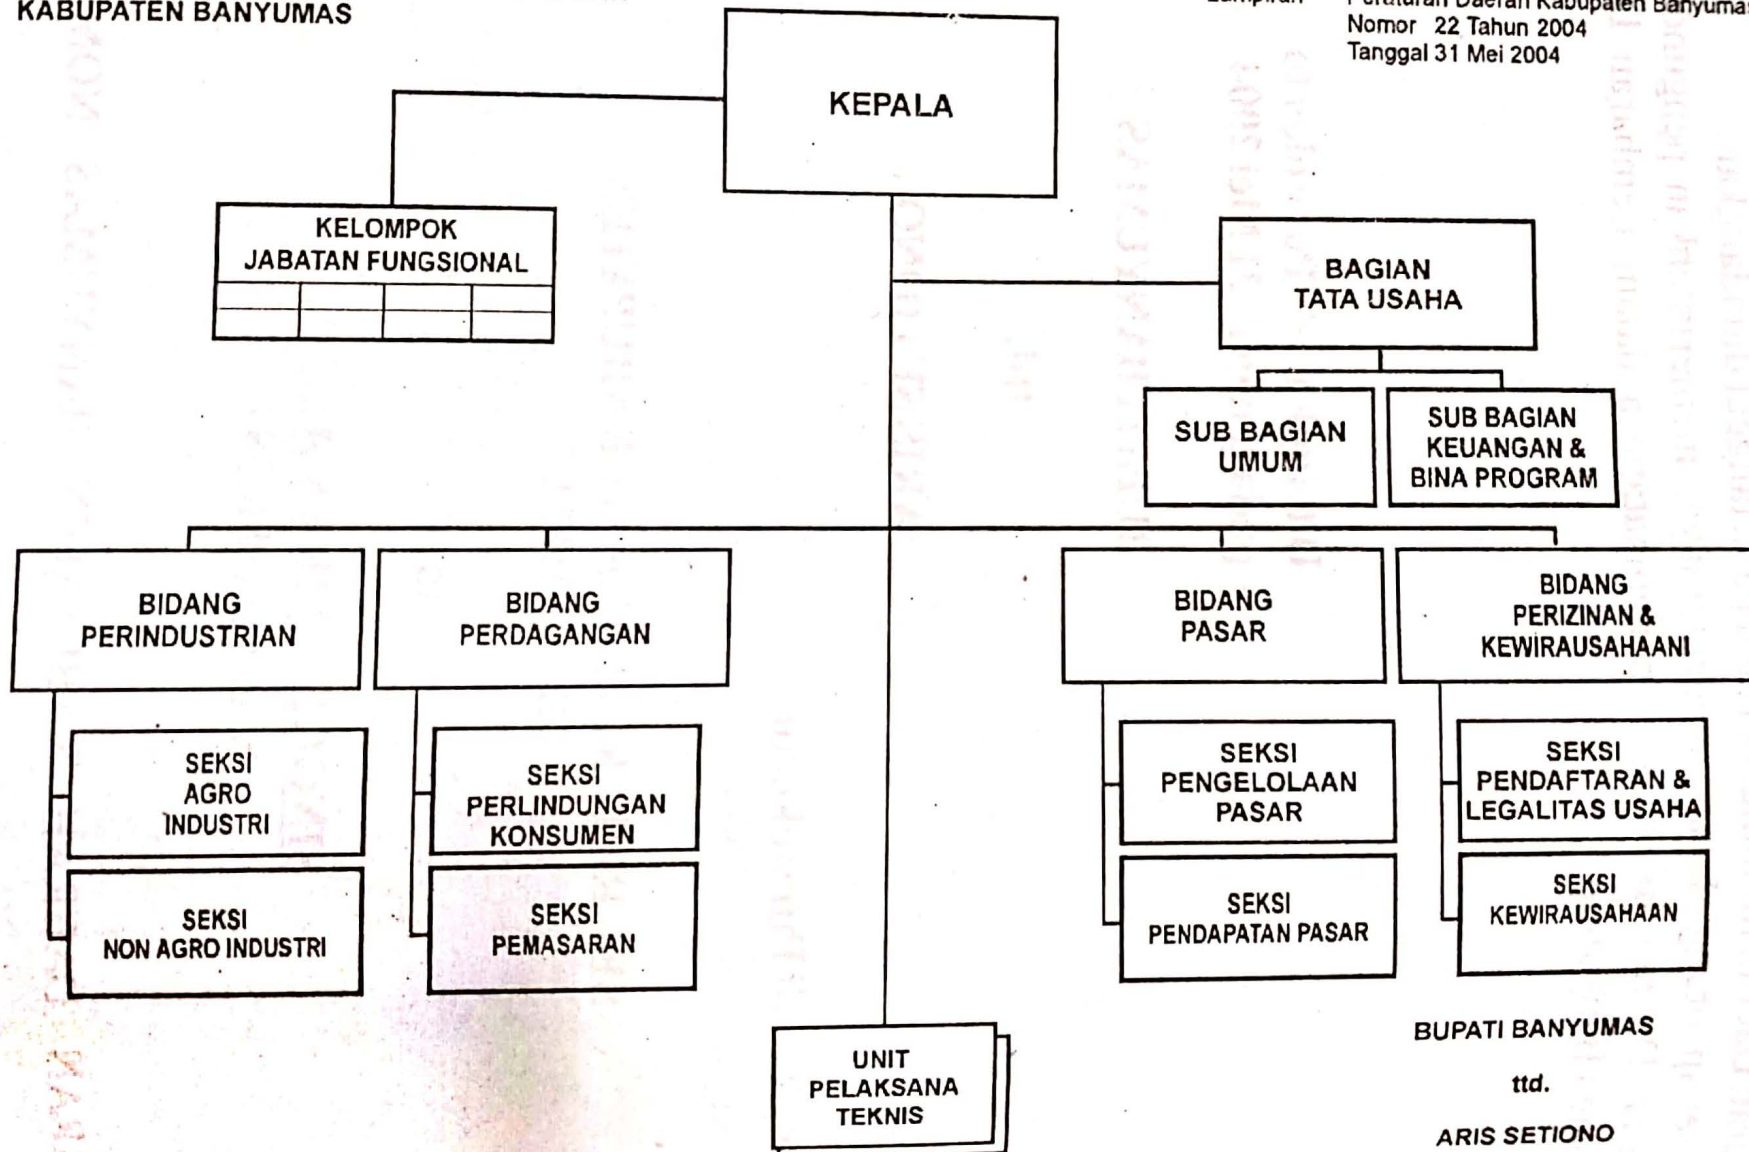 KABUPATEN BANYUMAS
Lampiran Peraturan Daerah Kabupaten Banyumas
Nomor 22 Tahun 2004
Tanggal 31 Mei 2004
KEPALA
KELOMPOK
JABATAN FUNGSIONAL
BAGIAN
TATA USAHA
SUB BAGIAN
UMUM
SUB BAGIAN
KEUANGAN &
BINA PROGRAM
BIDANG
PERINDUSTRIAN
BIDANG
PERDAGANGAN
BIDANG
PASAR
BIDANG
PERIZINAN &
KEWIRAUSAHAANI
SEKSI
AGRO
INDUSTRI
SEKSI
NON AGRO INDUSTRI
SEKSI
PERLINDUNGAN
KONSUMEN
SEKSI
PEMASARAN
SEKSI
PENGELOLAAN
PASAR
SEKSI
PENDAPATAN PASAR
SEKSI
PENDAFTARAN &
LEGALITAS USAHA
SEKSI
KEWIRAUSAHAAN
UNIT
PELAKSANA
TEKNIS
BUPATI BANYUMAS
ttd.
ARIS SETIONO